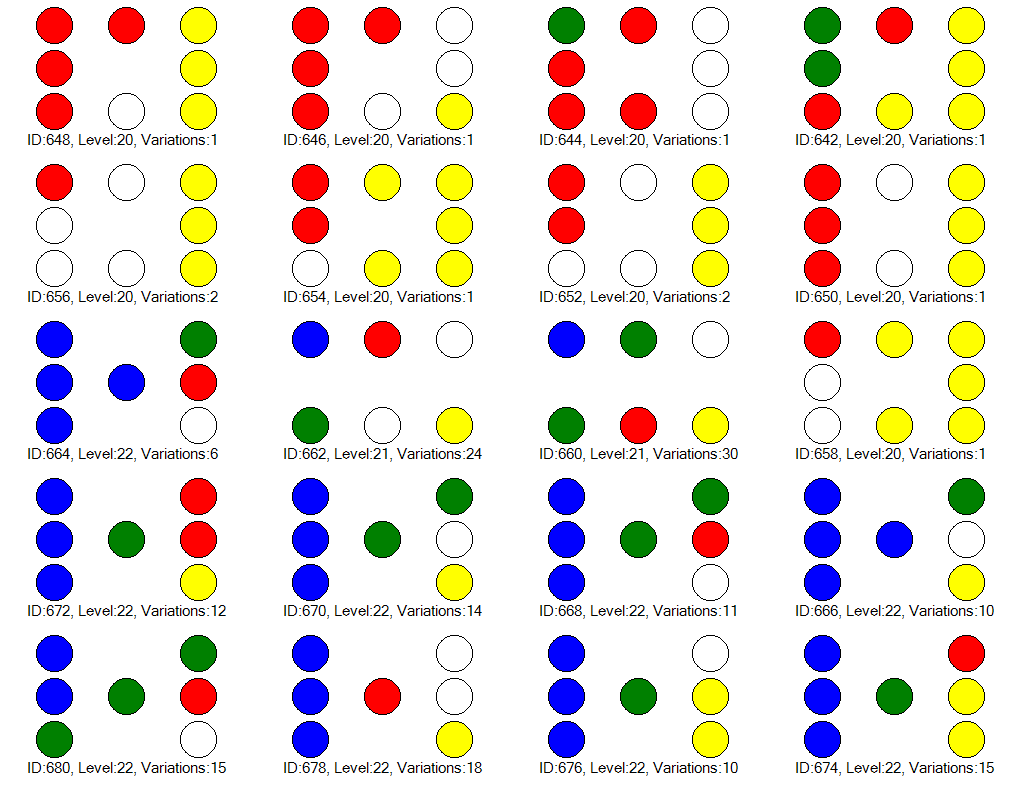 ID:648, Level:20, Variations:1
ID:646, Level:20, Variations:1
ID:644, Level:20, Variations:1
ID:642, Level:20, Variations:1
ID:656, Level:20, Variations:2
ID:654, Level:20, Variations:1
ID:652, Level:20, Variations:2
ID:650, Level:20, Variations:1
ID:664, Level:22, Variations:6
ID:662, Level:21, Variations:24
ID:660, Level:21, Variations:30
ID:658, Level:20, Variations:1
ID:672, Level:22, Variations:12
ID:670, Level:22, Variations:14
ID:668, Level:22, Variations:11
ID:666, Level:22, Variations:10
ID:680, Level:22, Variations:15
ID:678, Level:22, Variations:18
ID:676, Level:22, Variations:10
ID:674, Level:22, Variations:15